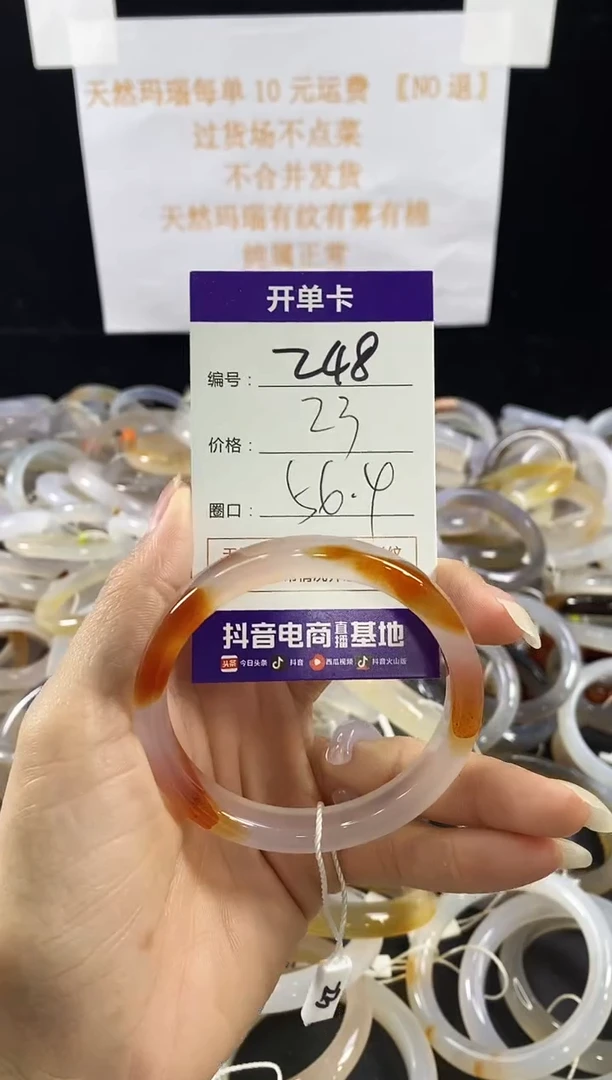 天然玛瑙每单10元运费 【NO退】
过货场不点菜
不合并发货
天然玛瑙有纹有雾有棉
纯属正常
开单卡
编号: 248
价格: 23
圈口: 56.4
抖音电商直播基地
今日头条 抖音 西瓜视频 抖音火山版